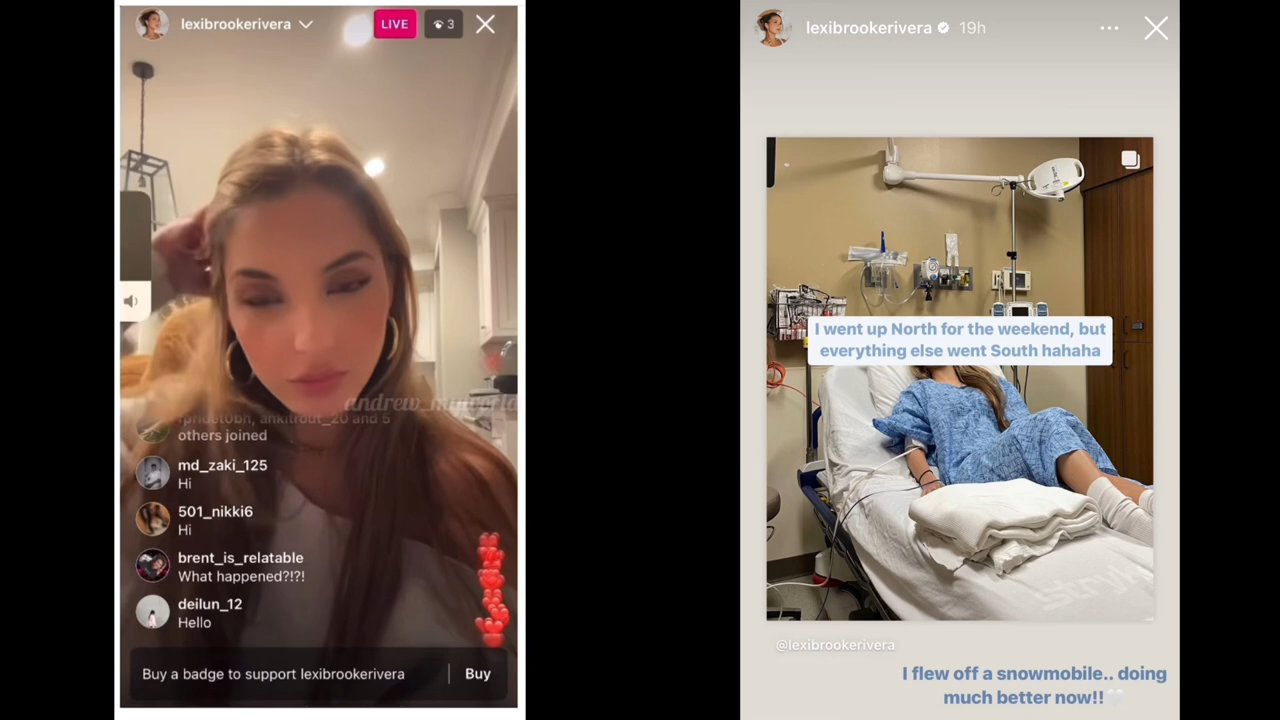 lexibrookerivera
LIVE
3
others joined
md_zaki_125
Hi
501_nikki6
Hi
brent_is_relatable
What happened?!?!
deilun_12
Hello
Buy a badge to support lexibrookerivera
Buy
lexibrookerivera 19h
I went up North for the weekend, but
everything else went South hahaha
@lexibrookerivera
I flew off a snowmobile.. doing
much better now!!